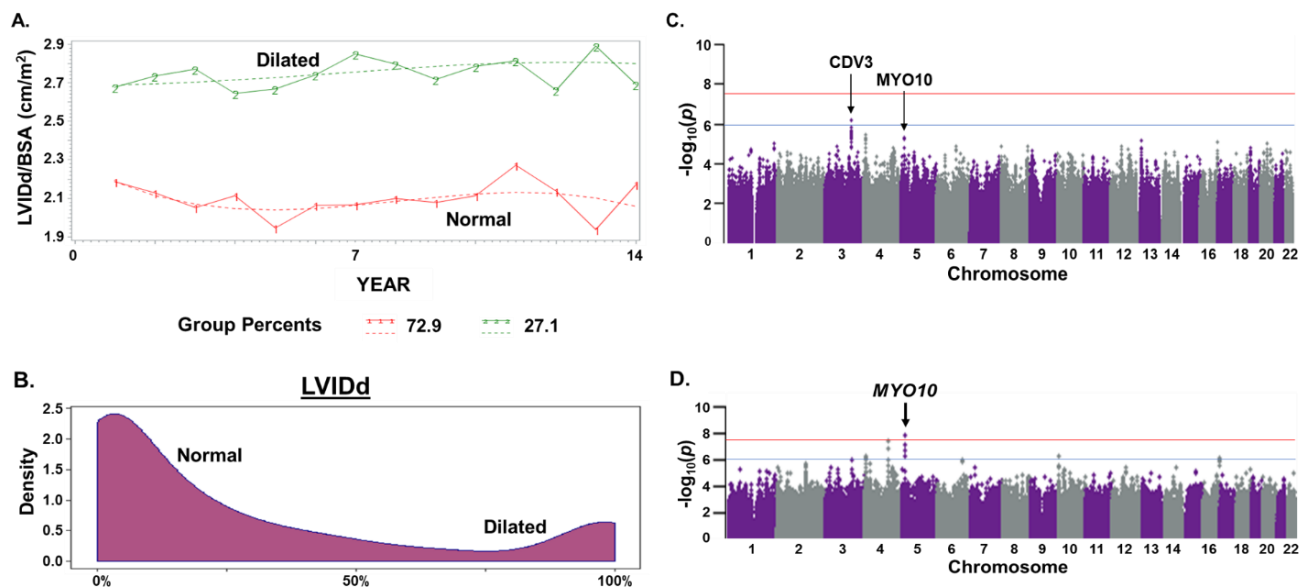 A.
LVIDd/BSA (cm/m²)
2.9
2.7
2.5
2.3
2.1
1.9
Dilated
Normal
0 7 14
YEAR
Group Percents 72.9 27.1
B.
LVIDd
Density
2.5
2.0
1.5
1.0
0.5
0.0
Normal
Dilated
0% 50% 100%
C.
-log₁₀(p)
10
8
6
4
2
0
CDV3
MYO10
1 2 3 4 5 6 7 8 9 10 11 12 13 14 16 18 20 22
Chromosome
D.
-log₁₀(p)
10
8
6
4
2
0
MYO10
1 2 3 4 5 6 7 8 9 10 11 12 13 14 16 18 20 22
Chromosome